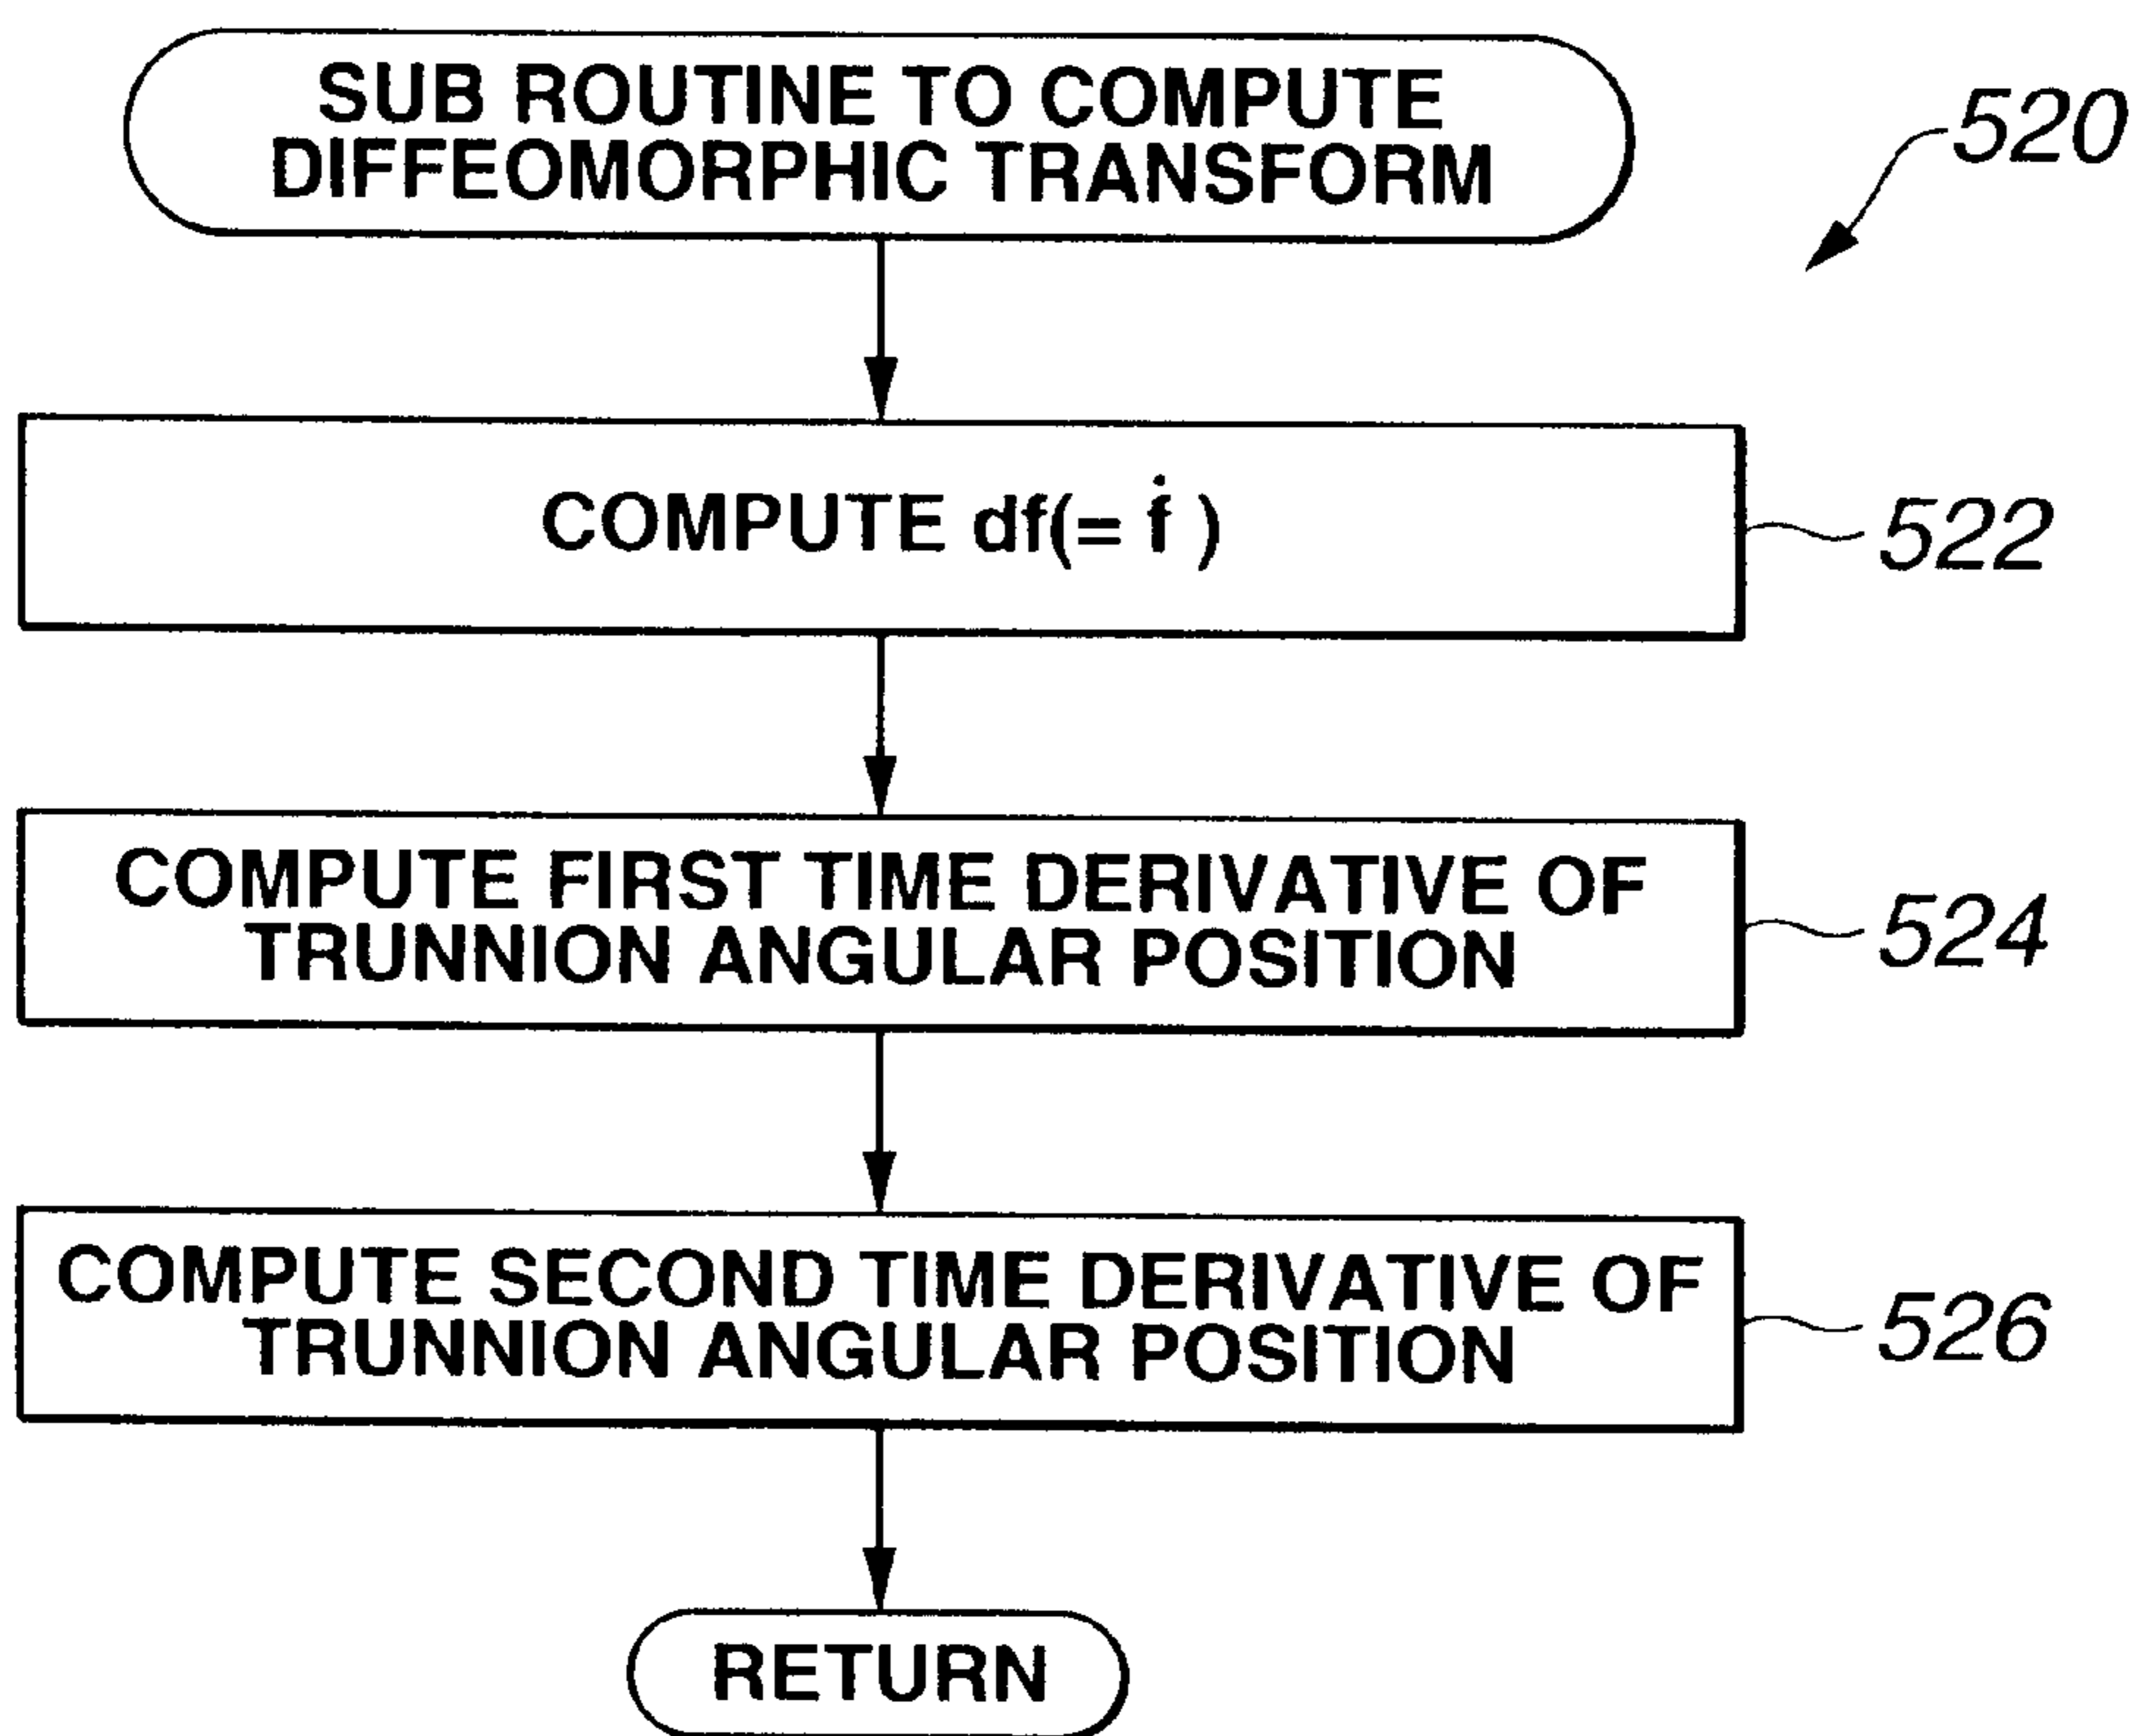 SUB ROUTINE TO COMPUTE
DIFFEOMORPHIC TRANSFORM
520
COMPUTE df(= ḟ )
522
COMPUTE FIRST TIME DERIVATIVE OF
TRUNNION ANGULAR POSITION
524
COMPUTE SECOND TIME DERIVATIVE OF
TRUNNION ANGULAR POSITION
526
RETURN